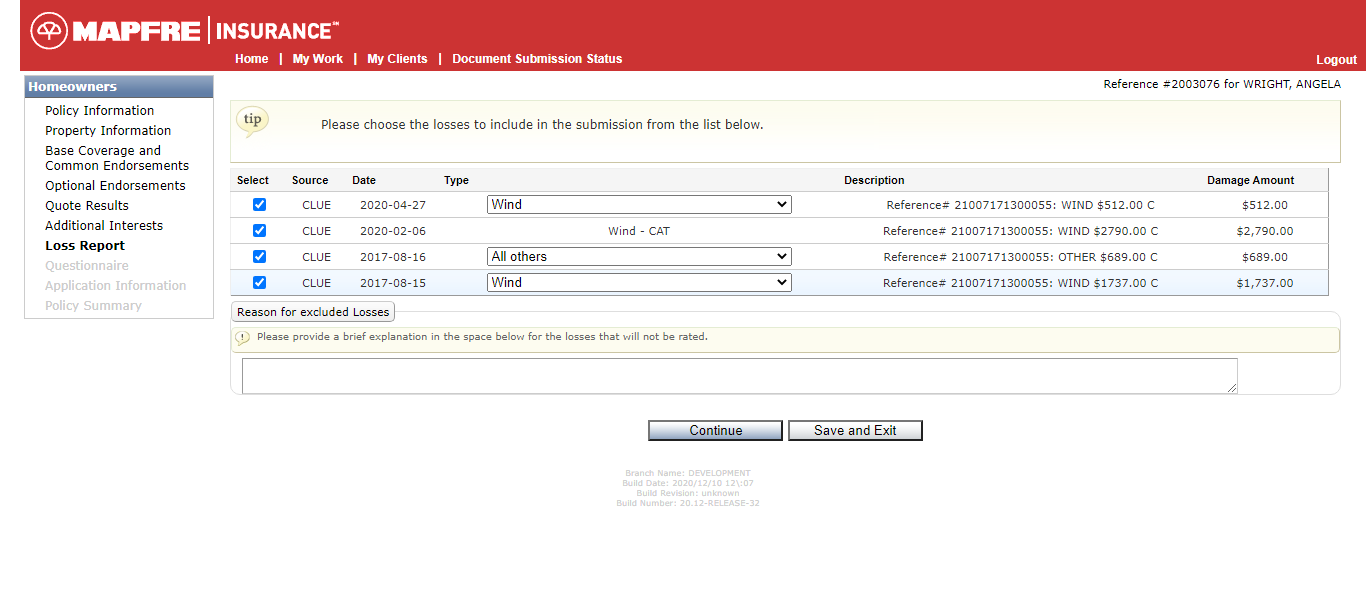 MAPFRE | INSURANCE℠
Home | My Work | My Clients | Document Submission Status
Logout
Homeowners
Policy Information
Property Information
Base Coverage and
Common Endorsements
Optional Endorsements
Quote Results
Additional Interests
Loss Report
Questionnaire
Application Information
Policy Summary
Reference #2003076 for WRIGHT, ANGELA
tip
Please choose the losses to include in the submission from the list below.
Select Source Date Type Description Damage Amount
CLUE 2020-04-27 Wind Reference# 21007171300055: WIND $512.00 C $512.00
CLUE 2020-02-06 Wind - CAT Reference# 21007171300055: WIND $2790.00 C $2,790.00
CLUE 2017-08-16 All others Reference# 21007171300055: OTHER $689.00 C $689.00
CLUE 2017-08-15 Wind Reference# 21007171300055: WIND $1737.00 C $1,737.00
Reason for excluded Losses
! Please provide a brief explanation in the space below for the losses that will not be rated.
Continue Save and Exit
Branch Name: DEVELOPMENT
Build Date: 2020/12/10 12\:07
Build Revision: unknown
Build Number: 20.12-RELEASE-32